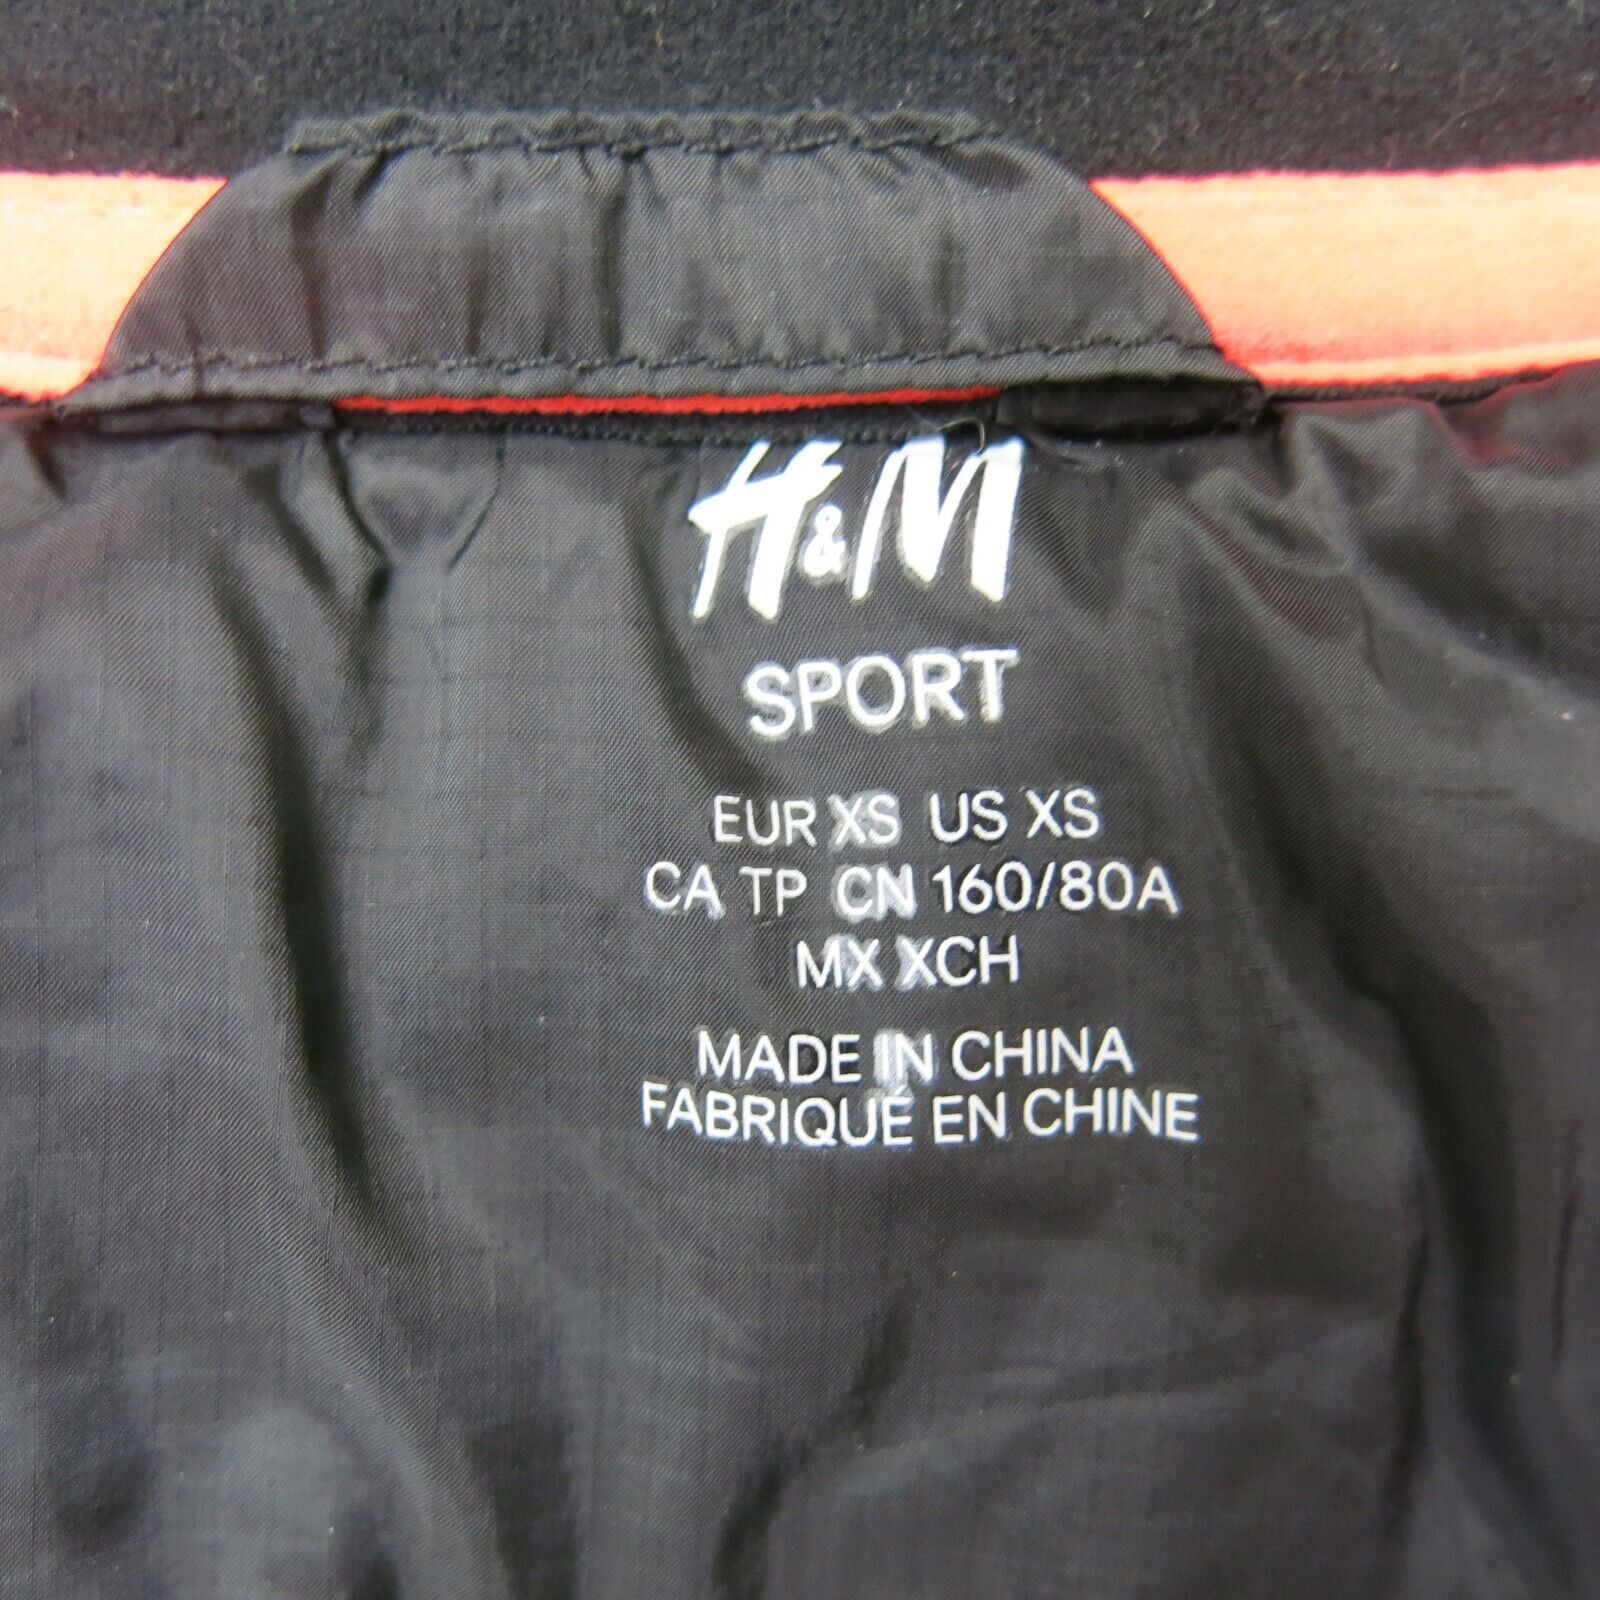 H&M
SPORT
EUR XS US XS
CA TP CN 160/80A
MX XCH
MADE IN CHINA
FABRIQUÉ EN CHINE